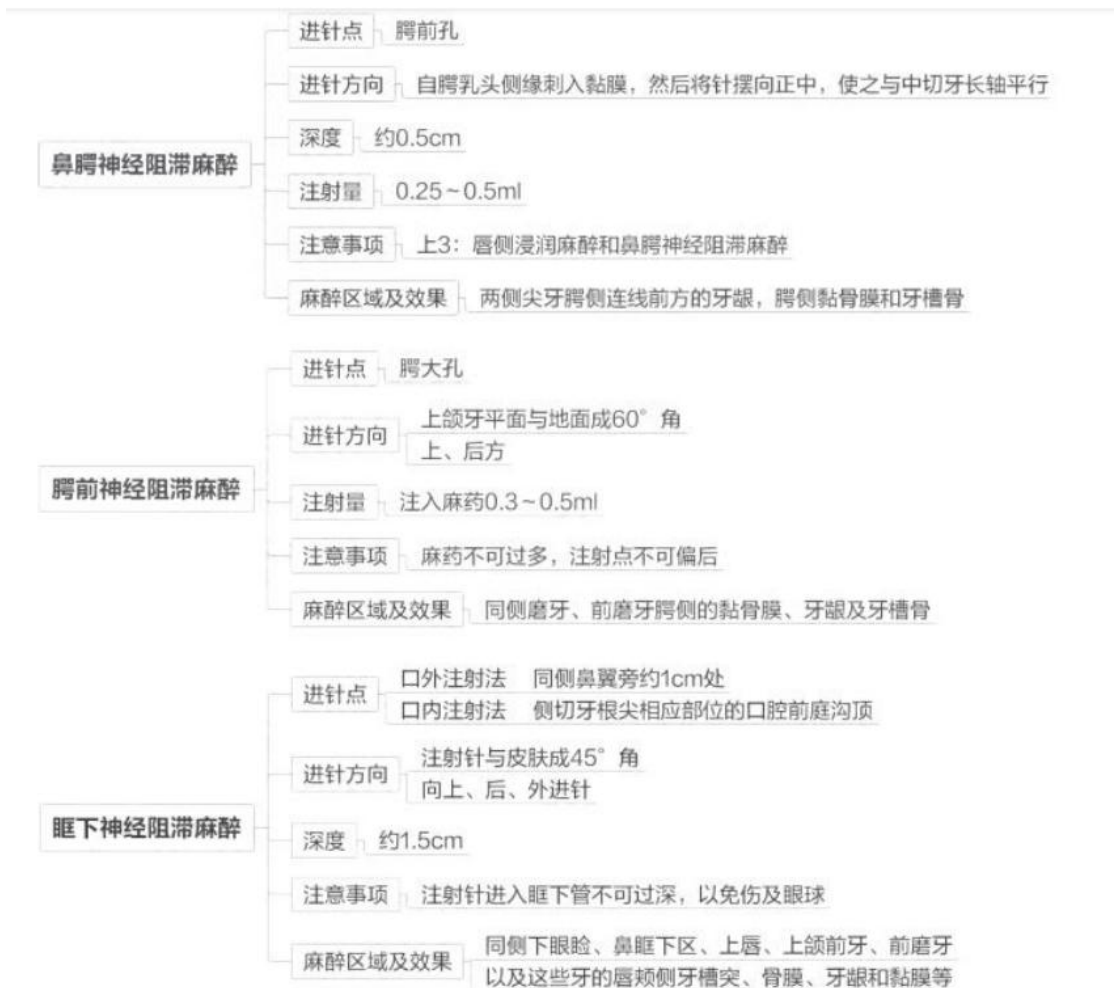 鼻腭神经阻滞麻醉
进针点 腭前孔
进针方向 自腭乳头侧缘刺入黏膜，然后将针摆向正中，使之与中切牙长轴平行
深度 约0.5cm
注射量 0.25~0.5ml
注意事项 上3：唇侧浸润麻醉和鼻腭神经阻滞麻醉
麻醉区域及效果 两侧尖牙腭侧连线前方的牙龈，腭侧黏骨膜和牙槽骨
腭前神经阻滞麻醉
进针点 腭大孔
进针方向 上颌牙平面与地面成60°角
上、后方
注射量 注入麻药0.3~0.5ml
注意事项 麻药不可过多，注射点不可偏后
麻醉区域及效果 同侧磨牙、前磨牙腭侧的黏骨膜、牙龈及牙槽骨
眶下神经阻滞麻醉
进针点 口外注射法 同侧鼻翼旁约1cm处
口内注射法 侧切牙根尖相应部位的口腔前庭沟顶
进针方向 注射针与皮肤成45°角
向上、后、外进针
深度 约1.5cm
注意事项 注射针进入眶下管不可过深，以免伤及眼球
麻醉区域及效果 同侧下眼睑、鼻眶下区、上唇、上颌前牙、前磨牙
以及这些牙的唇颊侧牙槽突、骨膜、牙龈和黏膜等